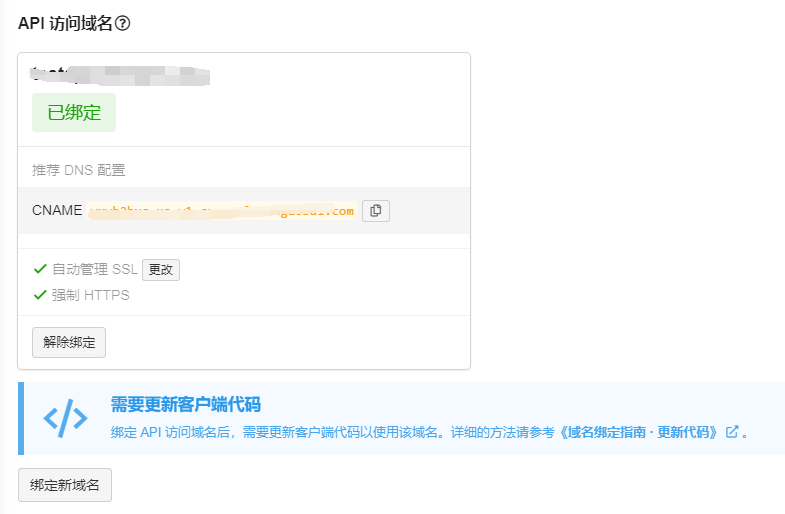 API 访问域名?
已绑定
推荐 DNS 配置
CNAME
自动管理 SSL 更改
强制 HTTPS
解除绑定
</> 需要更新客户端代码
绑定 API 访问域名后，需要更新客户端代码以使用该域名。详细的方法请参考《域名绑定指南 · 更新代码》。
绑定新域名